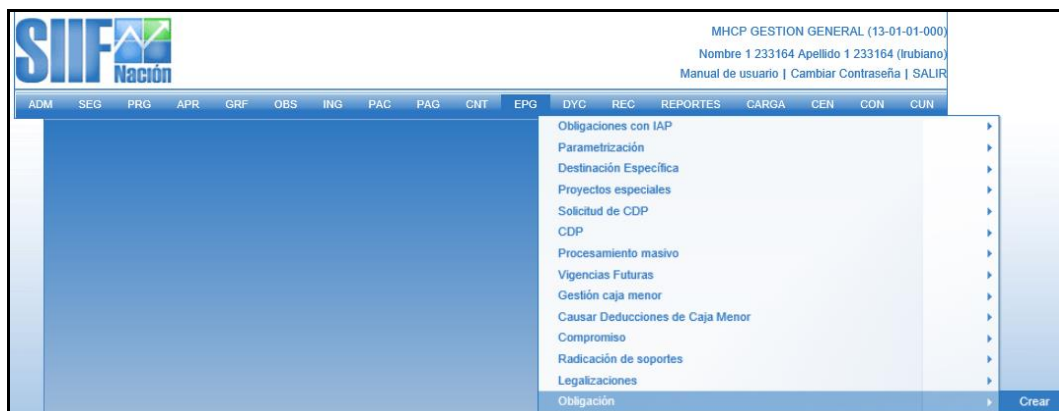 SIIF
Nación
MHCP GESTION GENERAL (13-01-01-000)
Nombre 1 233164 Apellido 1 233164 (lrubiano)
Manual de usuario | Cambiar Contraseña | SALIR
ADM SEG PRG APR GRF OBS ING PAC PAG CNT EPG DYC REC REPORTES CARGA CEN CON CUN
Obligaciones con IAP
Parametrización
Destinación Específica
Proyectos especiales
Solicitud de CDP
CDP
Procesamiento masivo
Vigencias Futuras
Gestión caja menor
Causar Deducciones de Caja Menor
Compromiso
Radicación de soportes
Legalizaciones
Obligación Crear